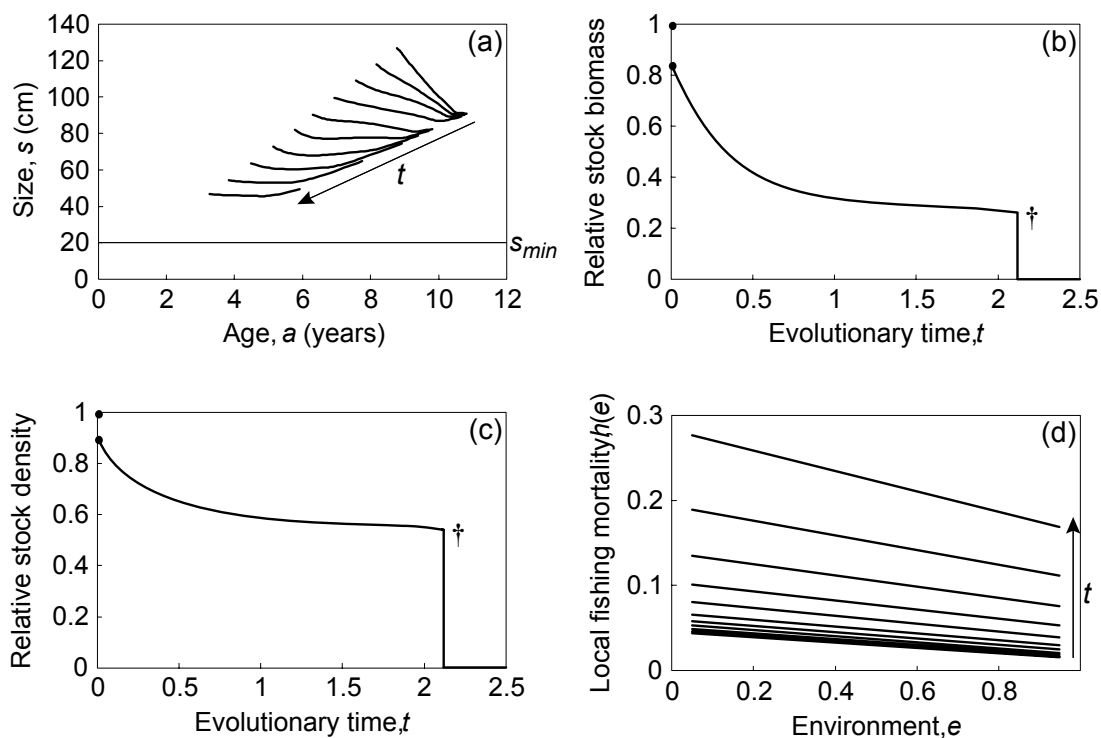 140
120
100
80
60
40
20
0
Size, s (cm)
(a)
t
s_min
0 2 4 6 8 10 12
Age, a (years)
1
0.8
0.6
0.4
0.2
0
Relative stock biomass
(b)
†
0 0.5 1 1.5 2 2.5
Evolutionary time,t
1
0.8
0.6
0.4
0.2
0
Relative stock density
(c)
†
0 0.5 1 1.5 2 2.5
Evolutionary time,t
0.3
0.2
0.1
0
Local fishing mortality,h(e)
(d)
t
0 0.2 0.4 0.6 0.8
Environment,e